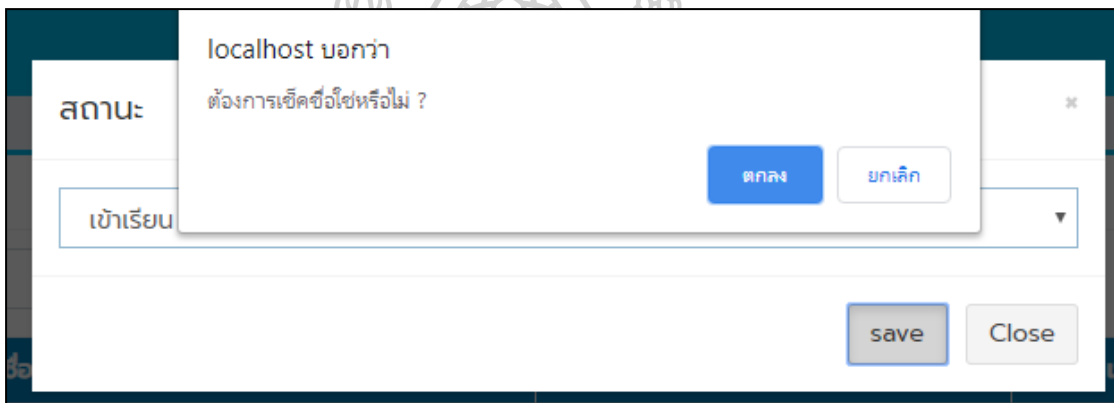 localhost บอกว่า
ต้องการเช็คชื่อใช่หรือไม่ ?
สถานะ
ตกลง ยกเลิก
เข้าเรียน
save Close